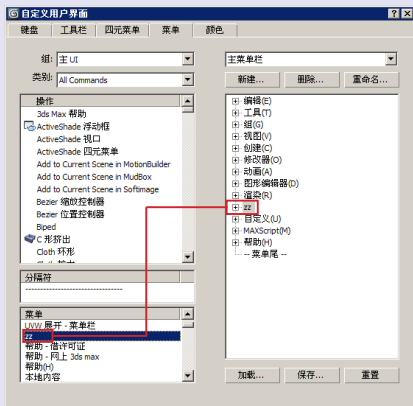 自定义用户界面
键盘 工具栏 四元菜单 菜单 颜色
组: 主 UI
类别: All Commands
操作
3ds Max 帮助
ActiveShade 浮动框
ActiveShade 视口
ActiveShade 四元菜单
Add to Current Scene in MotionBuilder
Add to Current Scene in MudBox
Add to Current Scene in Softimage
Bezier 缩放控制器
Bezier 位置控制器
Biped
C 形挤出
Cloth 环形
分隔符
菜单
UVW 展开 - 菜单栏
zz
帮助 - 借许可证
帮助 - 网上 3ds max
帮助(H)
本地内容
主菜单栏
新建... 删除... 重命名...
编辑(E)
工具(T)
组(G)
视图(V)
创建(C)
修改器(O)
动画(A)
图形编辑器(D)
渲染(R)
zz
自定义(U)
MAXScript(M)
帮助(H)
-- 菜单尾 --
加载... 保存... 重置